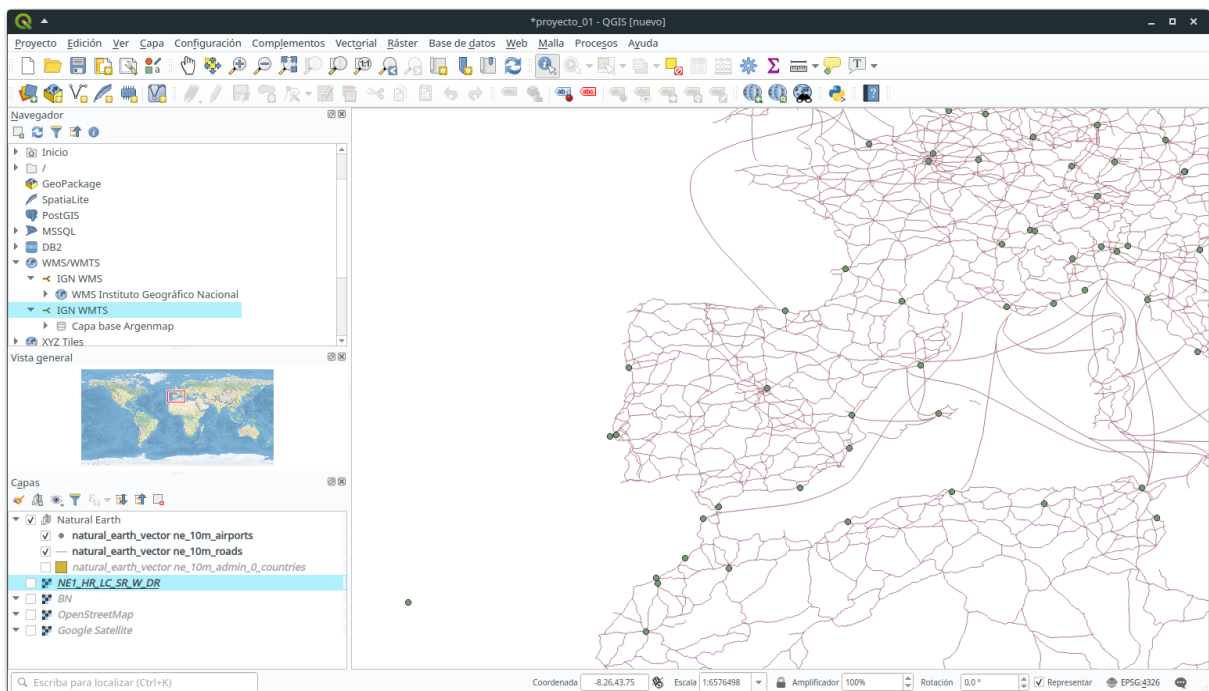 *proyecto_01 - QGIS [nuevo]
Proyecto Edición Ver Capa Configuración Complementos Vectorial Ráster Base de datos Web Malla Procesos Ayuda
Navegador
Inicio
/
GeoPackage
SpatiaLite
PostGIS
MSSQL
DB2
WMS/WMTS
IGN WMS
WMS Instituto Geográfico Nacional
IGN WMTS
Capa base Argenmap
XYZ Tiles
Vista general
Capas
Natural Earth
natural_earth_vector ne_10m_airports
natural_earth_vector ne_10m_roads
natural_earth_vector ne_10m_admin_0_countries
NE1_HR_LC_SR_W_DR
BN
OpenStreetMap
Google Satellite
Escriba para localizar (Ctrl+K) Coordenada -8.26,43.75 Escala 1:6576498 Amplificador 100% Rotación 0,0 ° Representar EPSG:4326